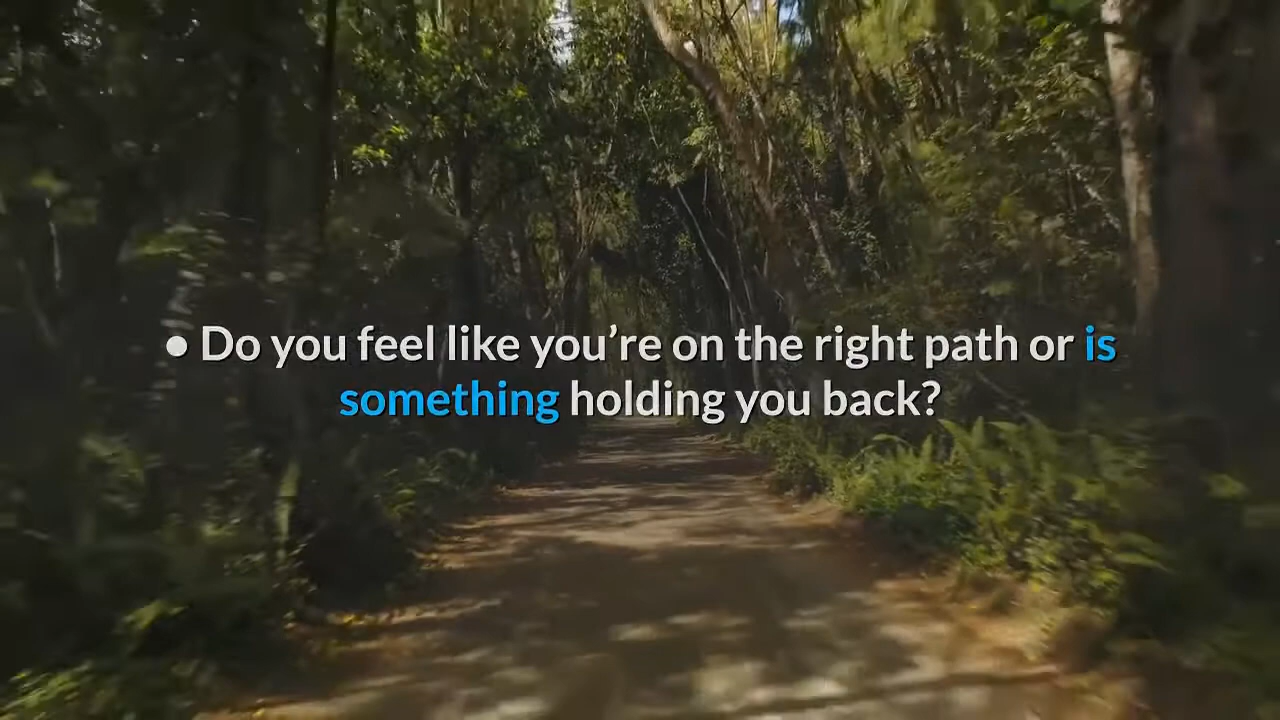 ● Do you feel like you’re on the right path or is
something holding you back?